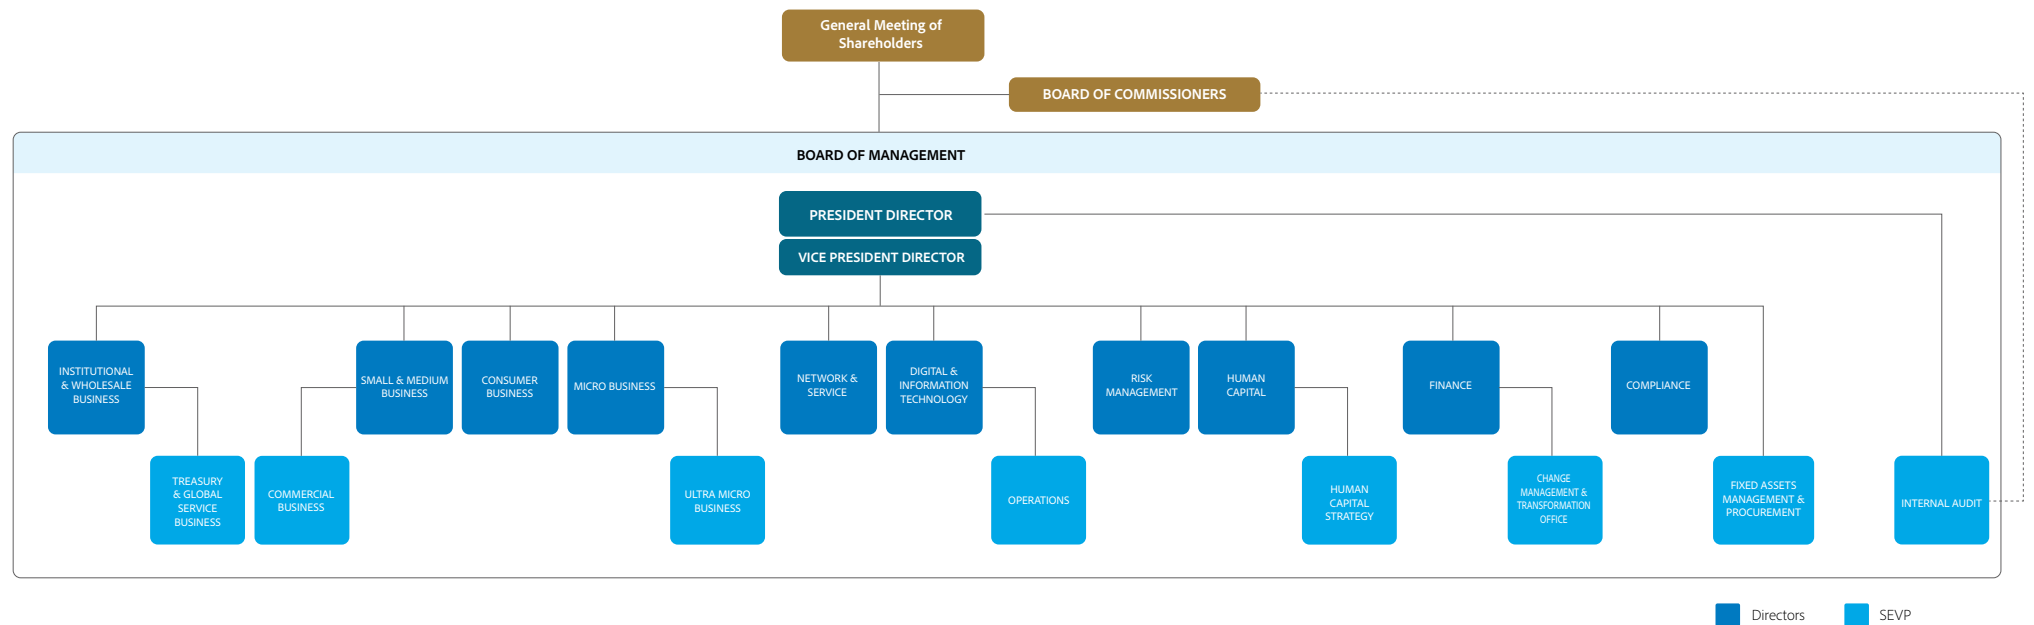 General Meeting of
Shareholders
BOARD OF COMMISSIONERS
BOARD OF MANAGEMENT
PRESIDENT DIRECTOR
VICE PRESIDENT DIRECTOR
INSTITUTIONAL
& WHOLESALE
BUSINESS
SMALL & MEDIUM
BUSINESS
CONSUMER
BUSINESS
MICRO BUSINESS
NETWORK &
SERVICE
DIGITAL &
INFORMATION
TECHNOLOGY
RISK
MANAGEMENT
HUMAN
CAPITAL
FINANCE
COMPLIANCE
TREASURY
& GLOBAL
SERVICE
BUSINESS
COMMERCIAL
BUSINESS
ULTRA MICRO
BUSINESS
OPERATIONS
HUMAN
CAPITAL
STRATEGY
CHANGE
MANAGEMENT &
TRANSFORMATION
OFFICE
FIXED ASSETS
MANAGEMENT &
PROCUREMENT
INTERNAL AUDIT
Directors
SEVP